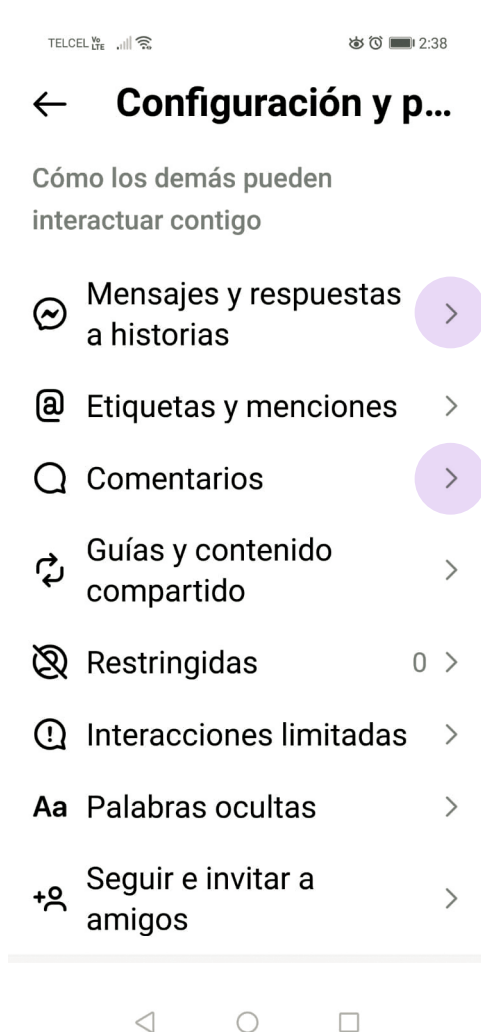 TELCEL Vo LTE 2:38
Configuración y p...
Cómo los demás pueden
interactuar contigo
Mensajes y respuestas
a historias
Etiquetas y menciones
Comentarios
Guías y contenido
compartido
Restringidas 0
Interacciones limitadas
Aa Palabras ocultas
Seguir e invitar a
amigos